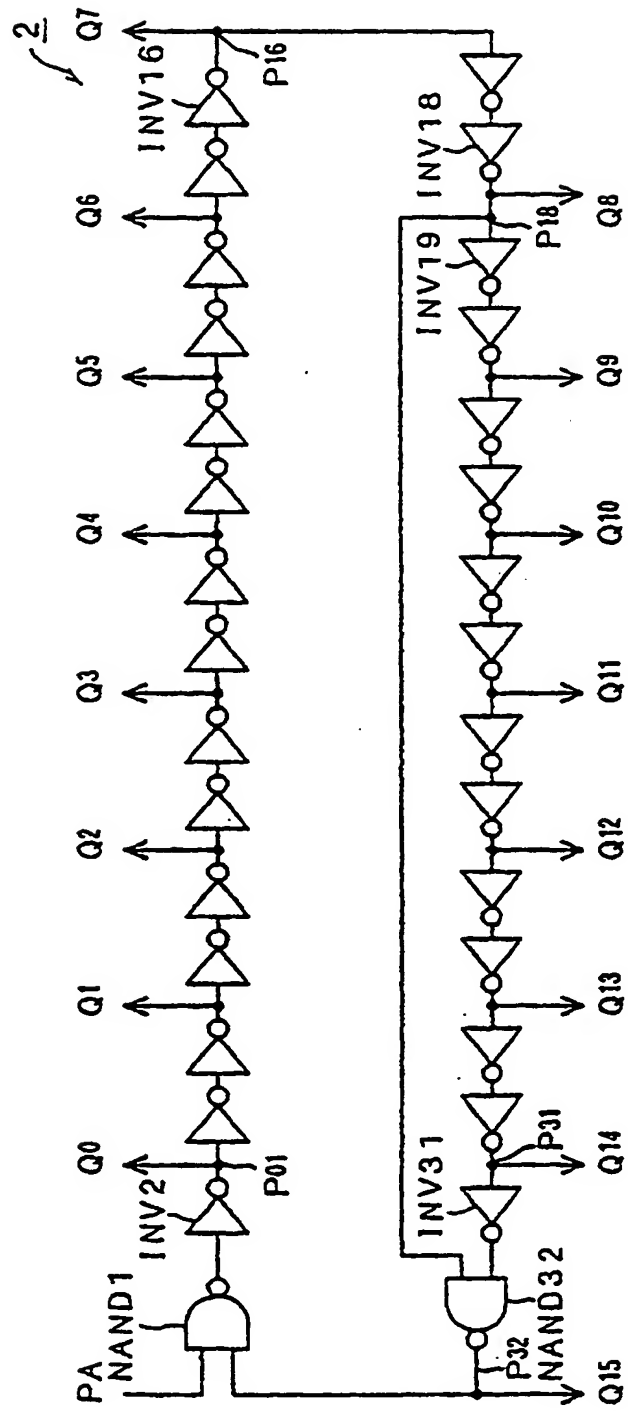 2
PA
NAND1
INV2
Q0
P01
Q1
Q2
Q3
Q4
Q5
Q6
INV16
Q7
P16
INV18
Q8
P18
INV19
Q9
Q10
Q11
Q12
Q13
P31
Q14
INV31
NAND32
P32
Q15